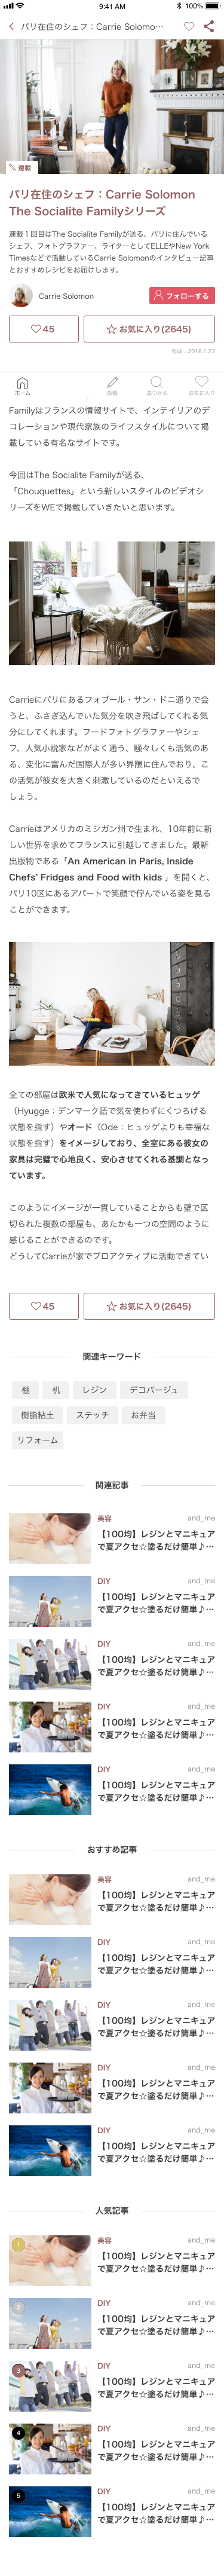 9:41 AM
100%
パリ在住のシェフ：Carrie Solomo…
連載
パリ在住のシェフ：Carrie Solomon
The Socialite Familyシリーズ
連載１回目はThe Socialite Familyが送る、パリに住んでいる
シェフ、フォトグラファー、ライターとしてELLEやNew York
Timesなどで活動しているCarrie Solomonのインタビュー記事
とおすすめレシピをお届けします。
Carrie Solomon
フォローする
45
お気に入り(2645)
作成：2018.1.23
ホーム
投稿
見つける
お気に入り
Familyはフランスの情報サイトで、インテリアのデ
コレーションや現代家族のライフスタイルについて掲
載している有名なサイトです。
今回はThe Socialite Familyが送る、
「Chouquettes」という新しいスタイルのビデオシ
リーズをWEで掲載していきたいと思います。
Carrieにパリにあるフォブール・サン・ドニ通りで会
うと、ふさぎ込んでいた気分を吹き飛ばしてくれる気
分にしてくれます。フードフォトグラファーやシェ
フ、人気小説家などがよく通う、騒々しくも活気のあ
る、変化に富んだ国際人が多い界隈に住んでおり、こ
の活気が彼女を大きく刺激しているのだといえるで
しょう。
Carrieはアメリカのミシガン州で生まれ、10年前に新
しい世界を求めてフランスに引越してきました。最新
出版物である「An American in Paris, Inside
Chefs’ Fridges and Food with kids 」を開くと、
パリ10区にあるアパートで笑顔で佇んでいる姿を見る
ことができます。
全ての部屋は欧米で人気になってきているヒュッゲ
（Hyugge：デンマーク語で気を使わずにくつろげる
状態を指す）やオード（Ode：ヒュッゲよりも幸福な
状態を指す）をイメージしており、全室にある彼女の
家具は完璧で心地良く、安心させてくれる基調となっ
ています。
このようにイメージが一貫していることからも壁で区
切られた複数の部屋も、あたかも一つの空間のように
感じることができるのです。
どうしてCarrieが家でプロアクティブに活動できてい
45
お気に入り(2645)
関連キーワード
棚
机
レジン
デコパージュ
樹脂粘土
ステッチ
お弁当
リフォーム
関連記事
美容
and_me
【100均】レジンとマニキュア
で夏アクセ☆塗るだけ簡単♪…
DIY
and_me
【100均】レジンとマニキュア
で夏アクセ☆塗るだけ簡単♪…
DIY
and_me
【100均】レジンとマニキュア
で夏アクセ☆塗るだけ簡単♪…
DIY
and_me
【100均】レジンとマニキュア
で夏アクセ☆塗るだけ簡単♪…
DIY
and_me
【100均】レジンとマニキュア
で夏アクセ☆塗るだけ簡単♪…
おすすめ記事
美容
and_me
【100均】レジンとマニキュア
で夏アクセ☆塗るだけ簡単♪…
DIY
and_me
【100均】レジンとマニキュア
で夏アクセ☆塗るだけ簡単♪…
DIY
and_me
【100均】レジンとマニキュア
で夏アクセ☆塗るだけ簡単♪…
DIY
and_me
【100均】レジンとマニキュア
で夏アクセ☆塗るだけ簡単♪…
DIY
and_me
【100均】レジンとマニキュア
で夏アクセ☆塗るだけ簡単♪…
人気記事
1
美容
and_me
【100均】レジンとマニキュア
で夏アクセ☆塗るだけ簡単♪…
2
DIY
and_me
【100均】レジンとマニキュア
で夏アクセ☆塗るだけ簡単♪…
3
DIY
and_me
【100均】レジンとマニキュア
で夏アクセ☆塗るだけ簡単♪…
4
DIY
and_me
【100均】レジンとマニキュア
で夏アクセ☆塗るだけ簡単♪…
5
DIY
and_me
【100均】レジンとマニキュア
で夏アクセ☆塗るだけ簡単♪…